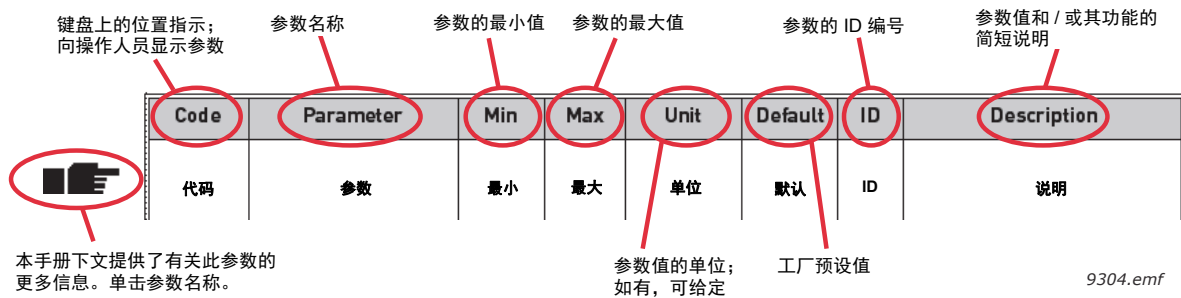 键盘上的位置指示；
向操作人员显示参数
参数名称
参数的最小值
参数的最大值
参数的 ID 编号
参数值和 / 或其功能的
简短说明
Code Parameter Min Max Unit Default ID Description
代码 参数 最小 最大 单位 默认 ID 说明
本手册下文提供了有关此参数的
更多信息。单击参数名称。
参数值的单位；
如有，可给定
工厂预设值
9304.emf